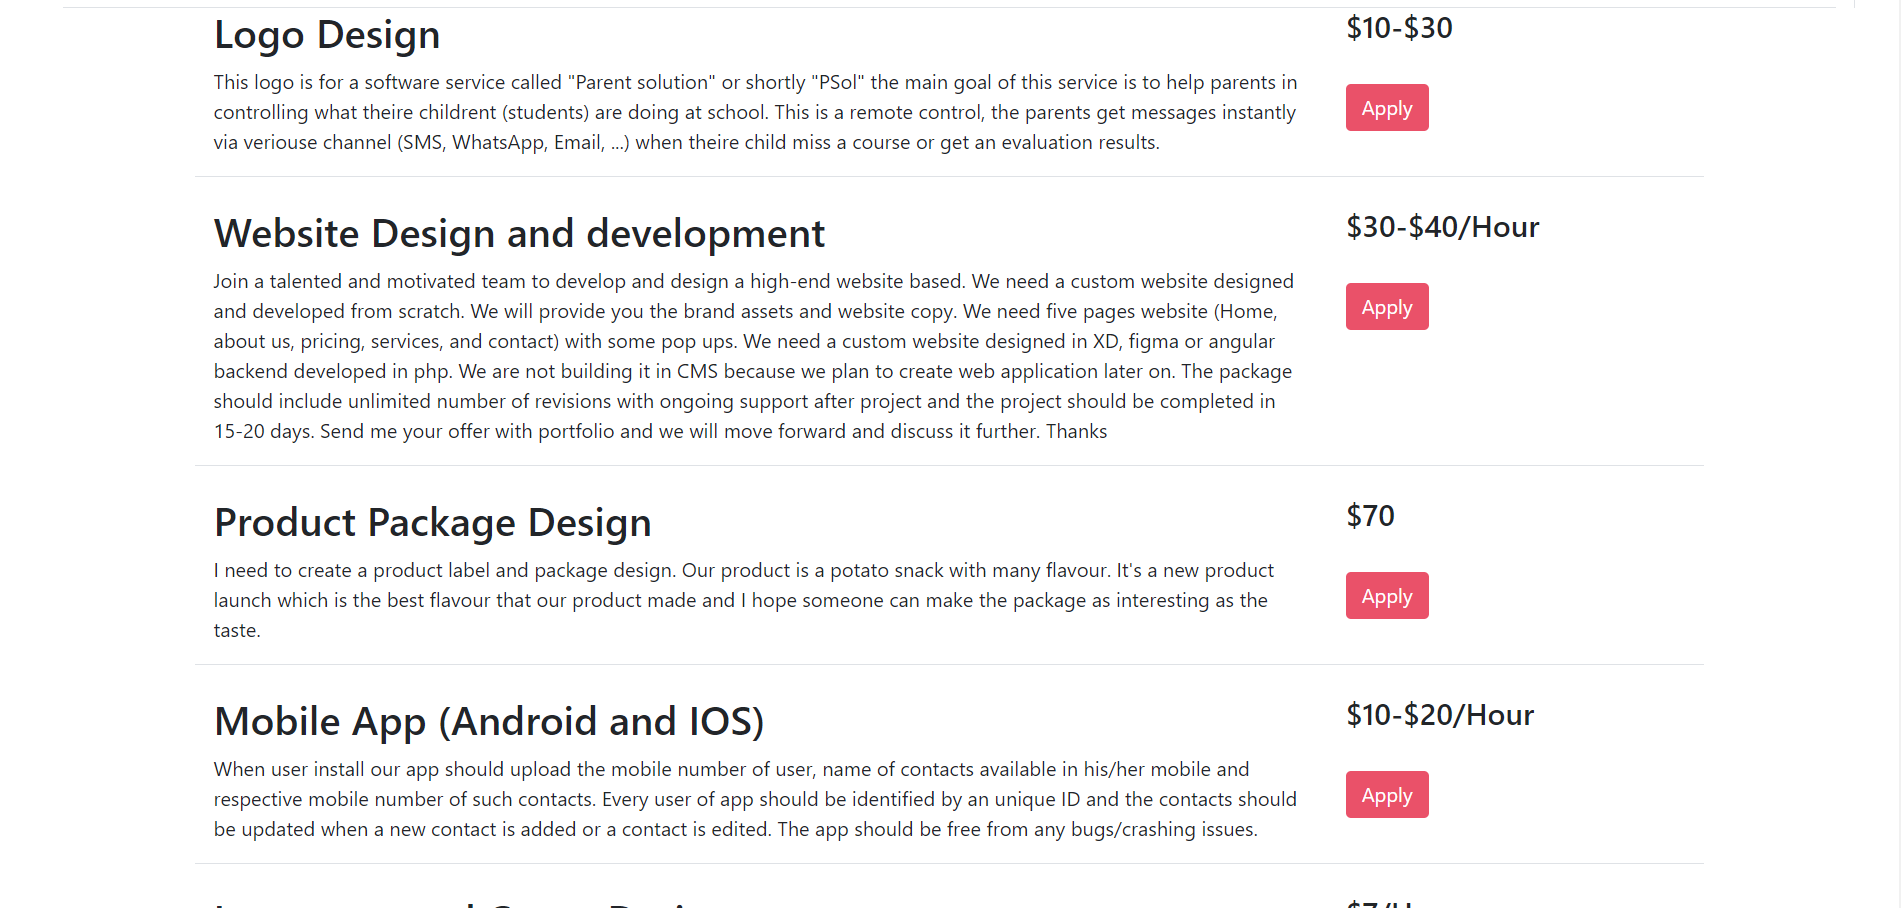 Logo Design
$10-$30
This logo is for a software service called "Parent solution" or shortly "PSol" the main goal of this service is to help parents in
controlling what theire childrent (students) are doing at school. This is a remote control, the parents get messages instantly
via veriouse channel (SMS, WhatsApp, Email, ...) when theire child miss a course or get an evaluation results.
Apply
Website Design and development
$30-$40/Hour
Join a talented and motivated team to develop and design a high-end website based. We need a custom website designed
and developed from scratch. We will provide you the brand assets and website copy. We need five pages website (Home,
about us, pricing, services, and contact) with some pop ups. We need a custom website designed in XD, figma or angular
backend developed in php. We are not building it in CMS because we plan to create web application later on. The package
should include unlimited number of revisions with ongoing support after project and the project should be completed in
15-20 days. Send me your offer with portfolio and we will move forward and discuss it further. Thanks
Apply
Product Package Design
$70
I need to create a product label and package design. Our product is a potato snack with many flavour. It's a new product
launch which is the best flavour that our product made and I hope someone can make the package as interesting as the
taste.
Apply
Mobile App (Android and IOS)
$10-$20/Hour
When user install our app should upload the mobile number of user, name of contacts available in his/her mobile and
respective mobile number of such contacts. Every user of app should be identified by an unique ID and the contacts should
be updated when a new contact is added or a contact is edited. The app should be free from any bugs/crashing issues.
Apply